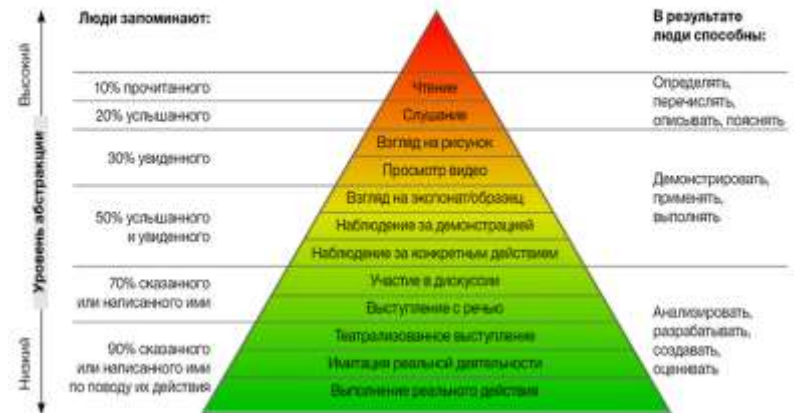 Люди запоминают:
10% прочитанного
20% услышанного
30% увиденного
50% услышанного
и увиденного
70% сказанного
или написанного ими
90% сказанного
или написанного ими
по поводу их действия
Высокий
Уровень абстракции
Низкий
Чтение
Слушание
Взгляд на рисунок
Просмотр видео
Взгляд на экспонат/образец
Наблюдение за демонстрацией
Наблюдение за конкретным действием
Участие в дискуссии
Выступление с речью
Театрализованное выступление
Имитация реальной деятельности
Выполнение реального действия
В результате
люди способны:
Определять,
перечислять,
описывать, пояснять
Демонстрировать,
применять,
выполнять
Анализировать,
разрабатывать,
создавать,
оценивать